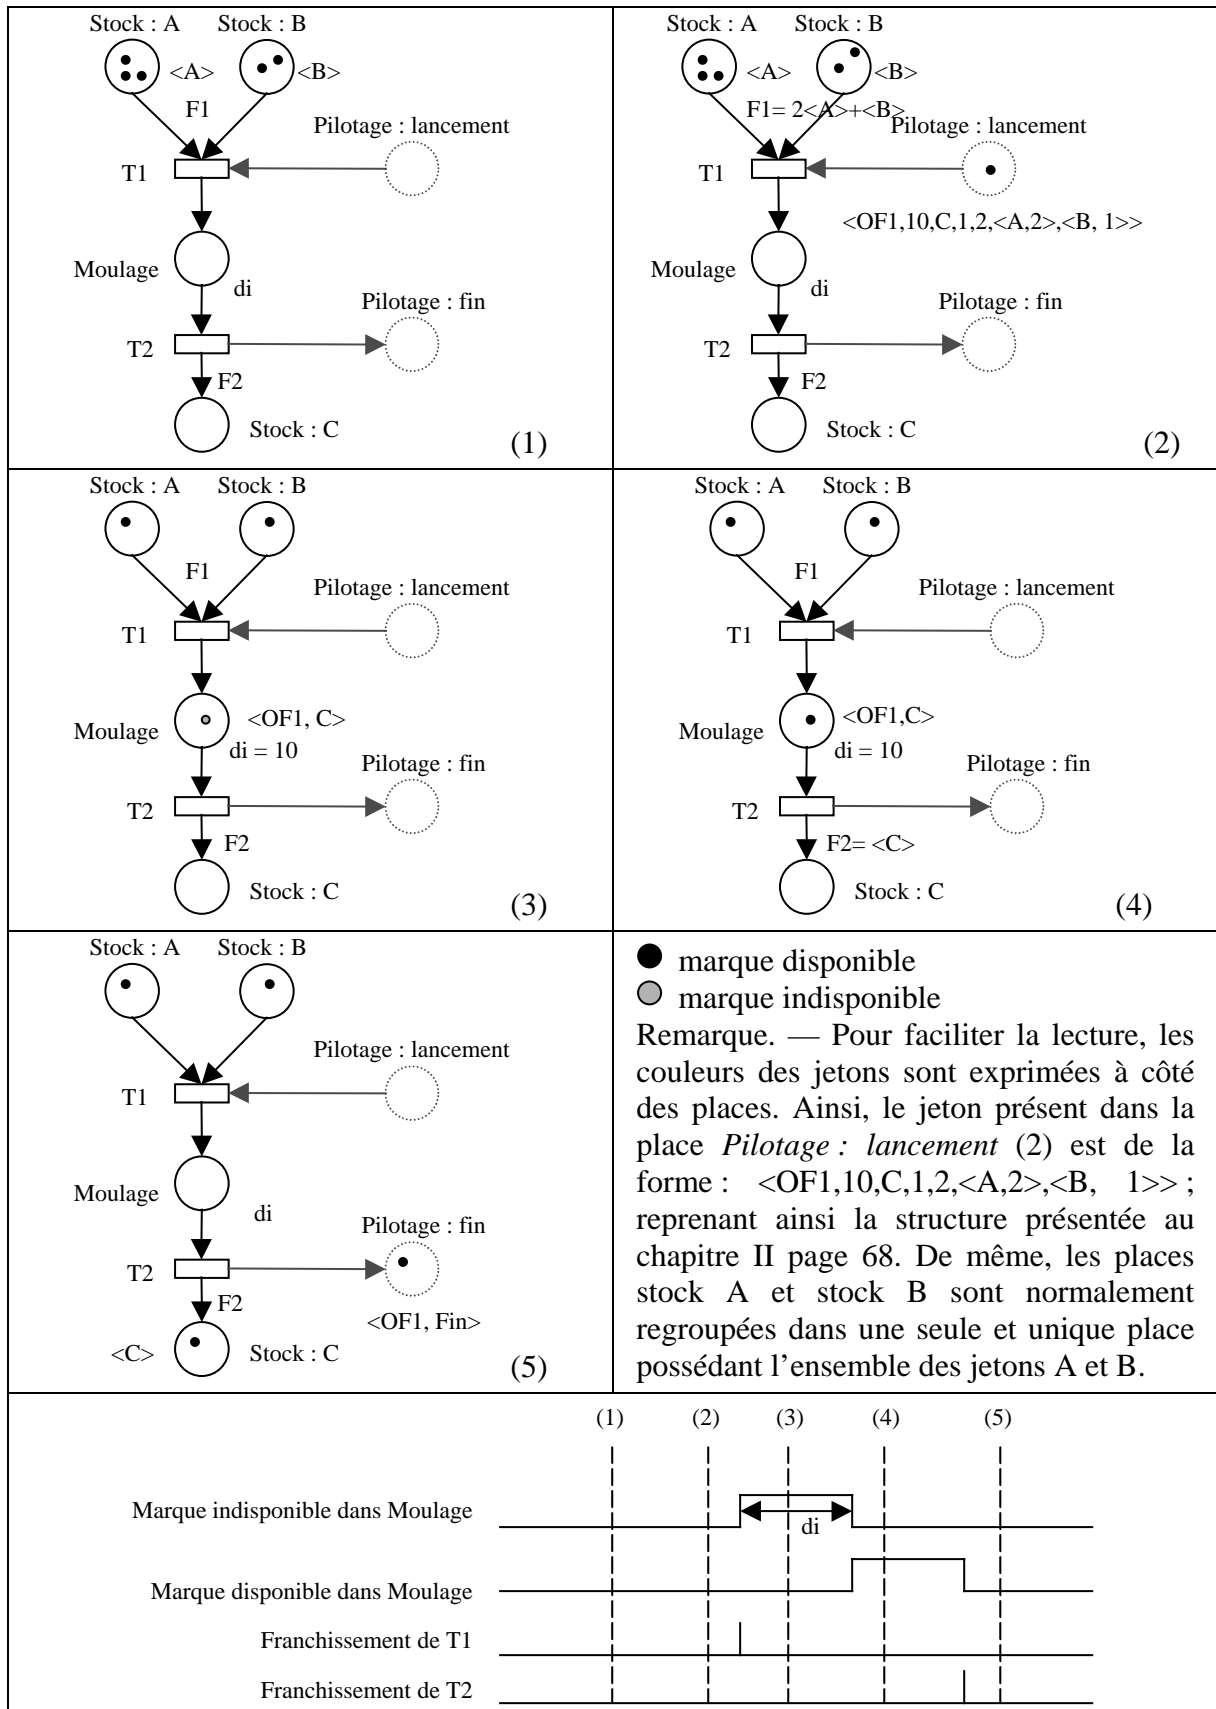 Stock : A
Stock : B
<A>
<B>
F1
Pilotage : lancement
T1
Moulage
di
Pilotage : fin
T2
F2
Stock : C
(1)
Stock : A
Stock : B
<A>
<B>
F1= 2<A>+<B>
Pilotage : lancement
T1
<OF1,10,C,1,2,<A,2>,<B, 1>>
Moulage
di
Pilotage : fin
T2
F2
Stock : C
(2)
Stock : A
Stock : B
F1
Pilotage : lancement
T1
<OF1, C>
Moulage
di = 10
Pilotage : fin
T2
F2
Stock : C
(3)
Stock : A
Stock : B
F1
Pilotage : lancement
T1
<OF1,C>
Moulage
di = 10
Pilotage : fin
T2
F2= <C>
Stock : C
(4)
Stock : A
Stock : B
Pilotage : lancement
T1
Moulage
di
Pilotage : fin
T2
F2
<OF1, Fin>
<C>
Stock : C
(5)
marque disponible
marque indisponible
Remarque. — Pour faciliter la lecture, les
couleurs des jetons sont exprimées à côté
des places. Ainsi, le jeton présent dans la
place Pilotage : lancement (2) est de la
forme : <OF1,10,C,1,2,<A,2>,<B, 1>> ;
reprenant ainsi la structure présentée au
chapitre II page 68. De même, les places
stock A et stock B sont normalement
regroupées dans une seule et unique place
possédant l’ensemble des jetons A et B.
(1) (2) (3) (4) (5)
Marque indisponible dans Moulage
di
Marque disponible dans Moulage
Franchissement de T1
Franchissement de T2